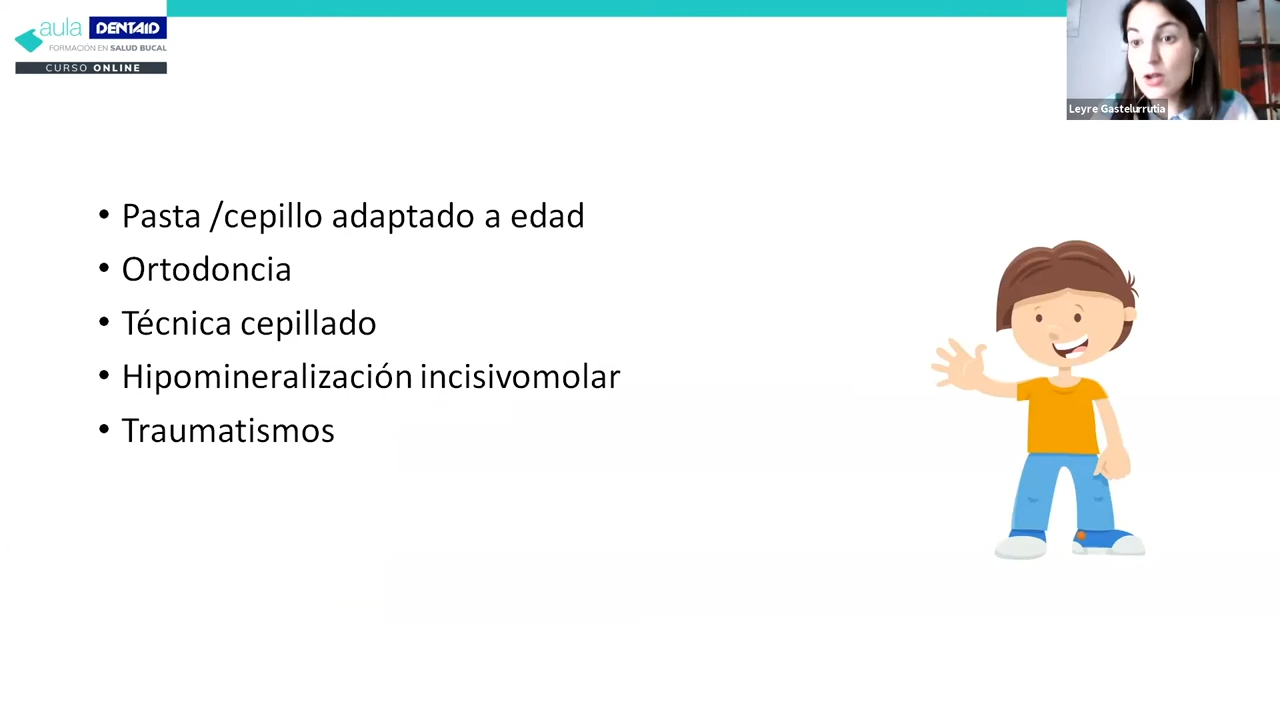 aula DENTAID
FORMACIÓN EN SALUD BUCAL
CURSO ONLINE
Leyre Gastelurrutia
• Pasta /cepillo adaptado a edad
• Ortodoncia
• Técnica cepillado
• Hipomineralización incisivomolar
• Traumatismos